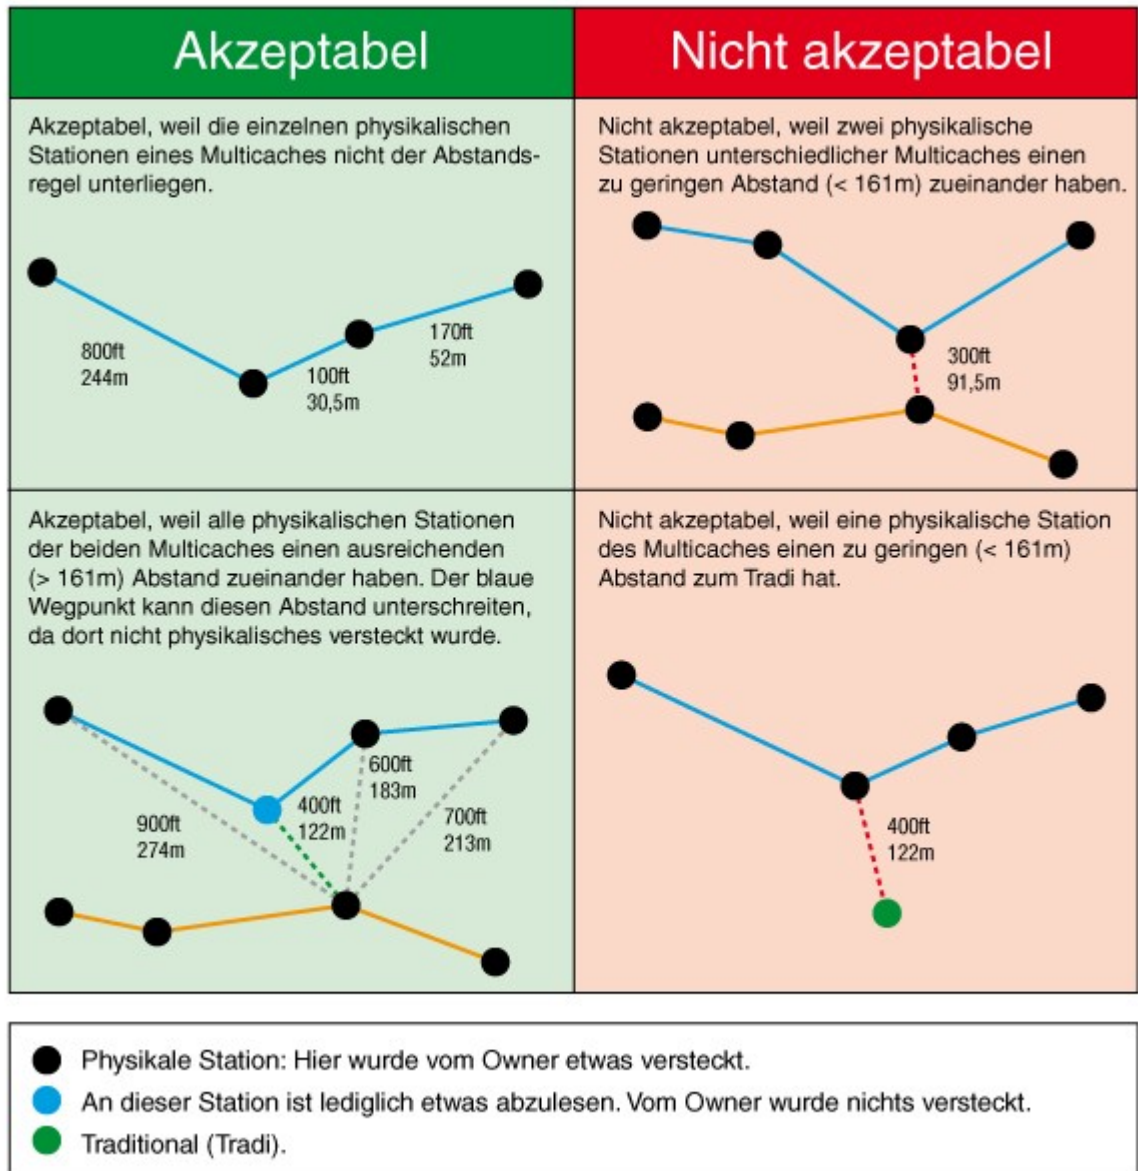 Akzeptabel
Nicht akzeptabel
Akzeptabel, weil die einzelnen physikalischen
Stationen eines Multicaches nicht der Abstands-
regel unterliegen.
800ft
244m
100ft
30,5m
170ft
52m
Nicht akzeptabel, weil zwei physikalische
Stationen unterschiedlicher Multicaches einen
zu geringen Abstand (< 161m) zueinander haben.
300ft
91,5m
Akzeptabel, weil alle physikalischen Stationen
der beiden Multicaches einen ausreichenden
(> 161m) Abstand zueinander haben. Der blaue
Wegpunkt kann diesen Abstand unterschreiten,
da dort nicht physikalisches versteckt wurde.
900ft
274m
400ft
122m
600ft
183m
700ft
213m
Nicht akzeptabel, weil eine physikalische Station
des Multicaches einen zu geringen (< 161m)
Abstand zum Tradi hat.
400ft
122m
Physikale Station: Hier wurde vom Owner etwas versteckt.
An dieser Station ist lediglich etwas abzulesen. Vom Owner wurde nichts versteckt.
Traditional (Tradi).